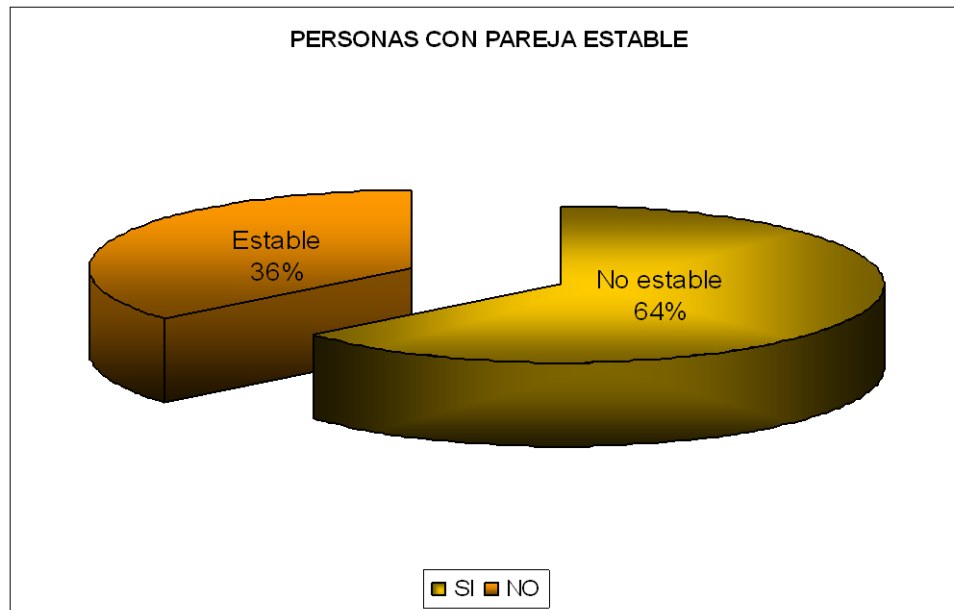 PERSONAS CON PAREJA ESTABLE
Estable
36%
No estable
64%
SI NO